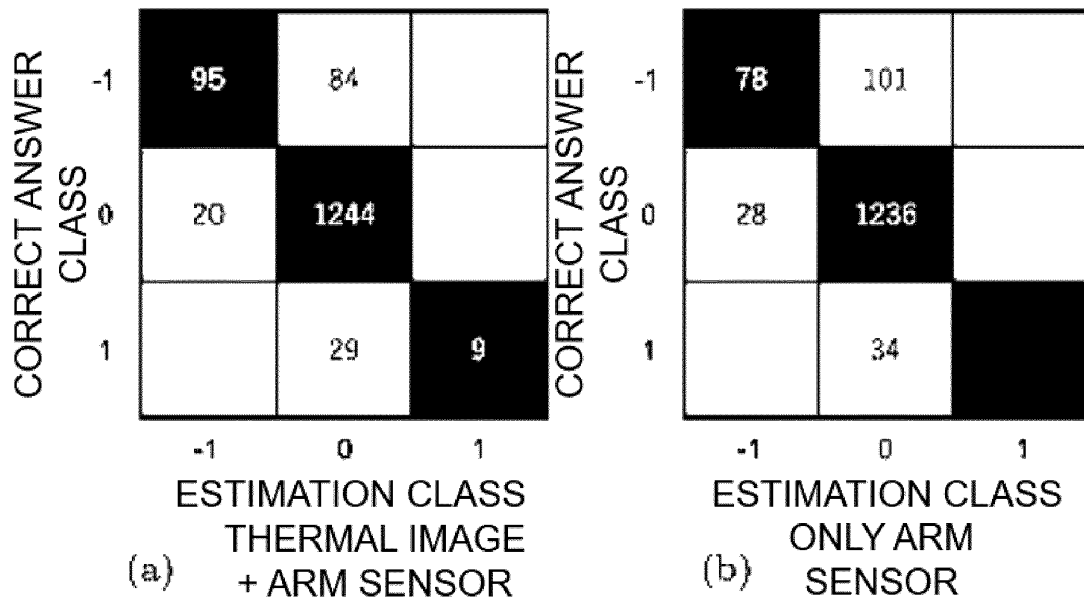 CORRECT ANSWER
CLASS
-1 95 84
0 20 1244
1 29 9
-1 0 1
ESTIMATION CLASS
THERMAL IMAGE
+ ARM SENSOR
(a)
CORRECT ANSWER
CLASS
-1 78 101
0 28 1236
1 34
-1 0 1
ESTIMATION CLASS
ONLY ARM
SENSOR
(b)